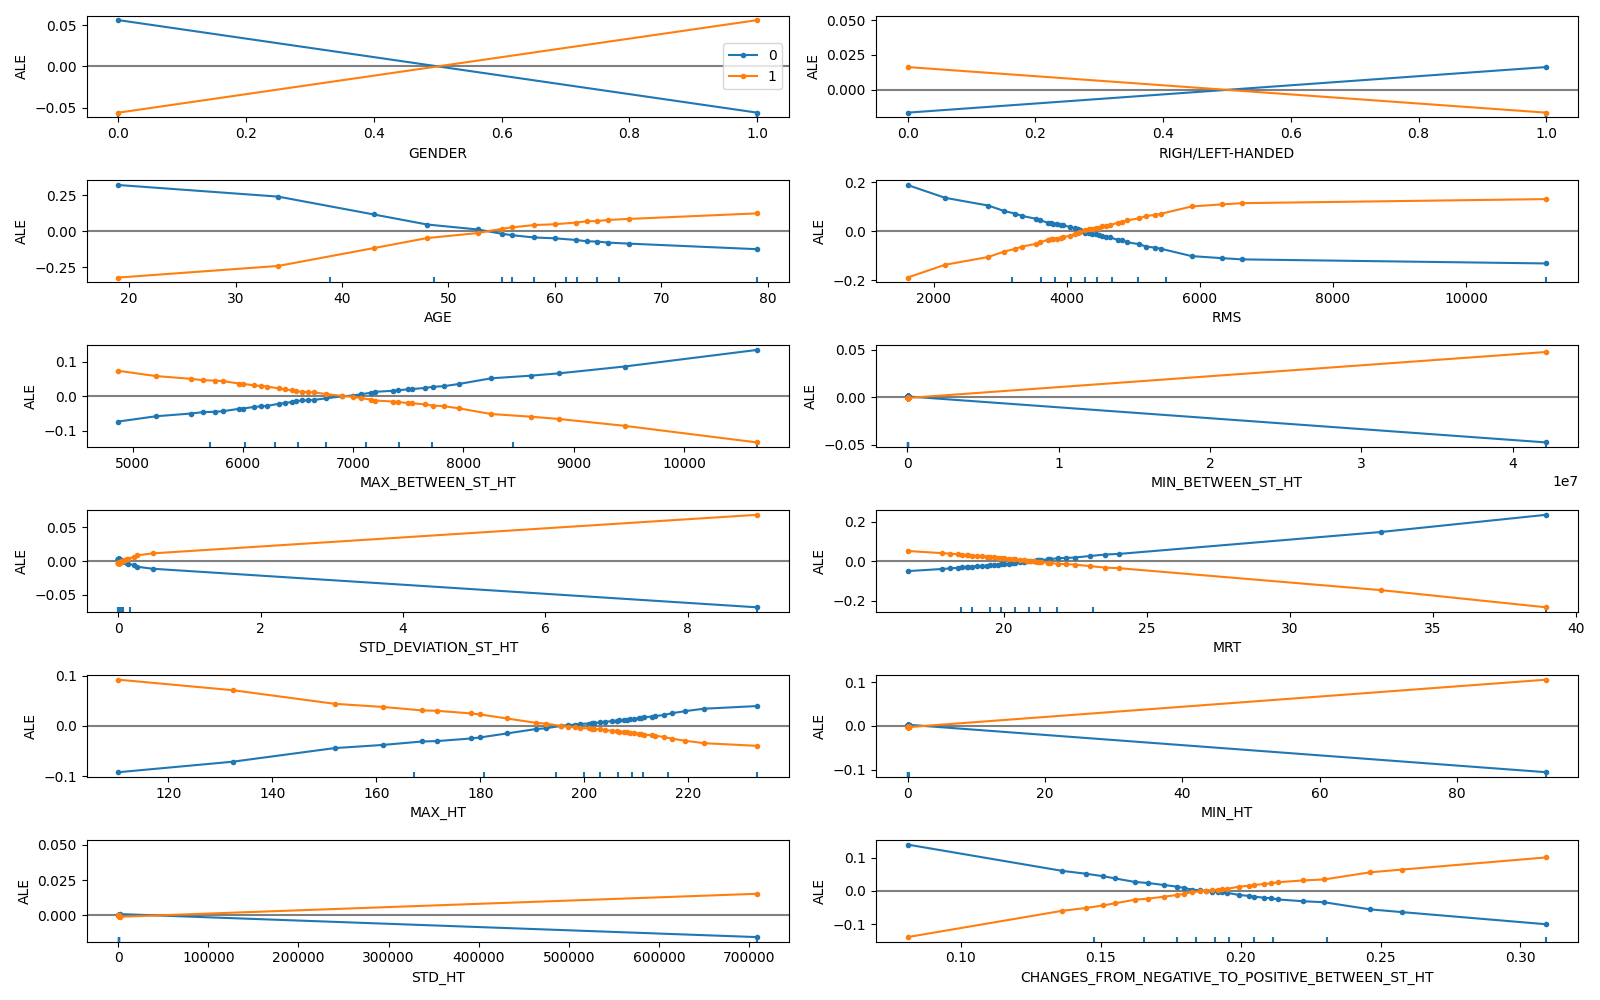 0.05
0.00
−0.05
ALE
0
1
0.0 0.2 0.4 0.6 0.8 1.0
GENDER
0.050
0.025
0.000
ALE
0.0 0.2 0.4 0.6 0.8 1.0
RIGH/LEFT-HANDED
0.25
0.00
−0.25
ALE
20 30 40 50 60 70 80
AGE
0.2
0.0
−0.2
ALE
2000 4000 6000 8000 10000
RMS
0.1
0.0
−0.1
ALE
5000 6000 7000 8000 9000 10000
MAX_BETWEEN_ST_HT
0.05
0.00
−0.05
ALE
0 1 2 3 4
1e7
MIN_BETWEEN_ST_HT
0.05
0.00
−0.05
ALE
0 2 4 6 8
STD_DEVIATION_ST_HT
0.2
0.0
−0.2
ALE
20 25 30 35 40
MRT
0.1
0.0
−0.1
ALE
120 140 160 180 200 220
MAX_HT
0.1
0.0
−0.1
ALE
0 20 40 60 80
MIN_HT
0.050
0.025
0.000
ALE
0 100000 200000 300000 400000 500000 600000 700000
STD_HT
0.1
0.0
−0.1
ALE
0.10 0.15 0.20 0.25 0.30
CHANGES_FROM_NEGATIVE_TO_POSITIVE_BETWEEN_ST_HT